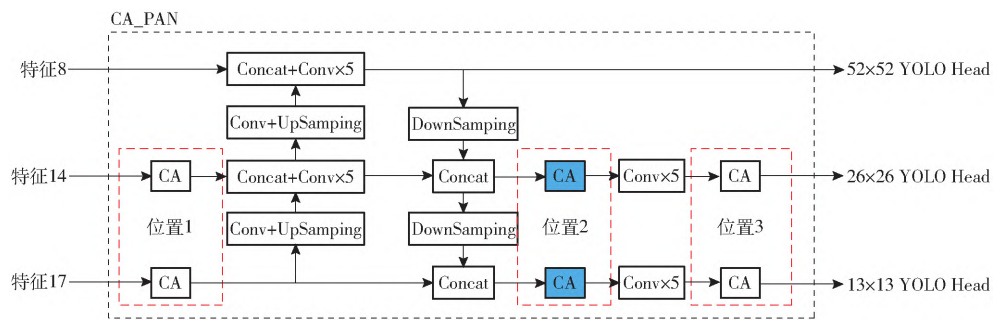 CA_PAN
特征8
Concat+Conv×5
52×52 YOLO Head
Conv+UpSamping
DownSamping
特征14
CA
Concat+Conv×5
Concat
CA
Conv×5
CA
26×26 YOLO Head
位置1
Conv+UpSamping
DownSamping
位置2
位置3
特征17
CA
Concat
CA
Conv×5
CA
13×13 YOLO Head